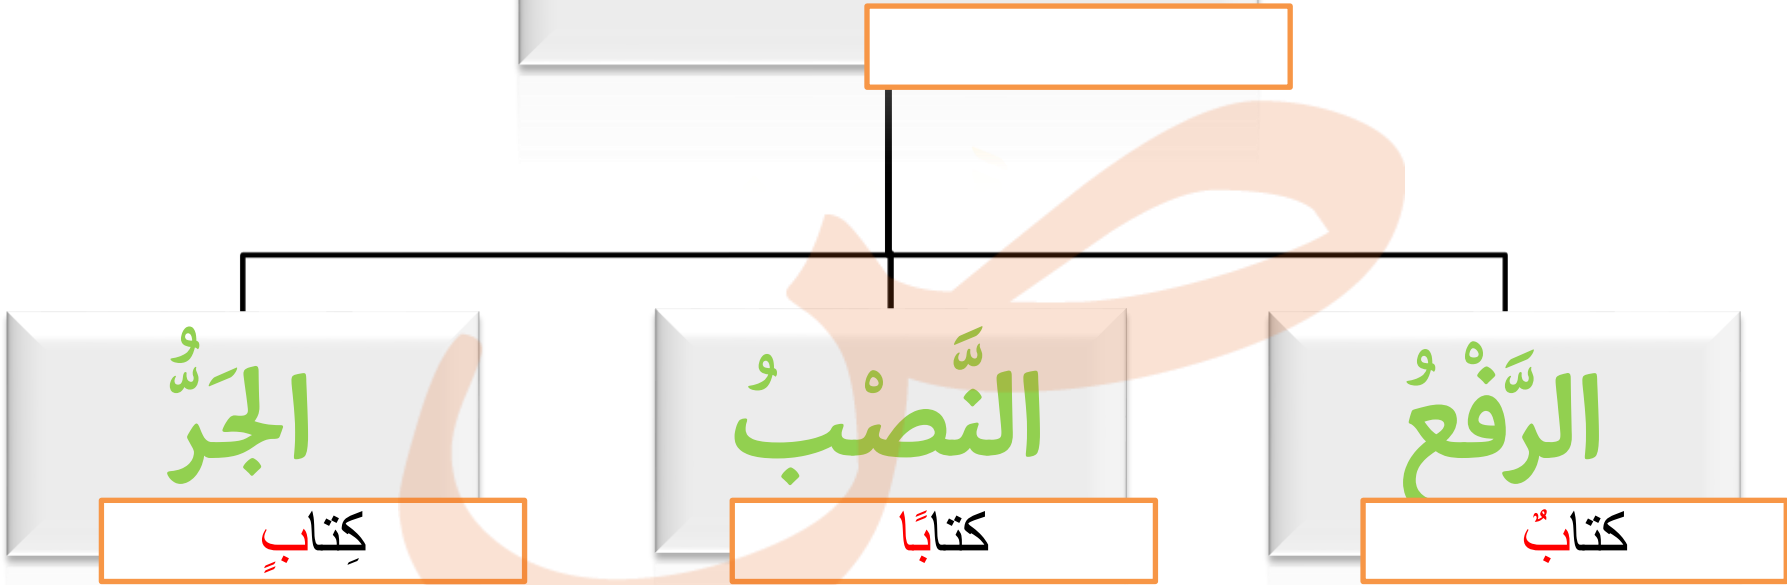 الرَّفْعُ
كتابٌ
النَّصْبُ
كتابًا
الجَرُّ
كِتابٍ